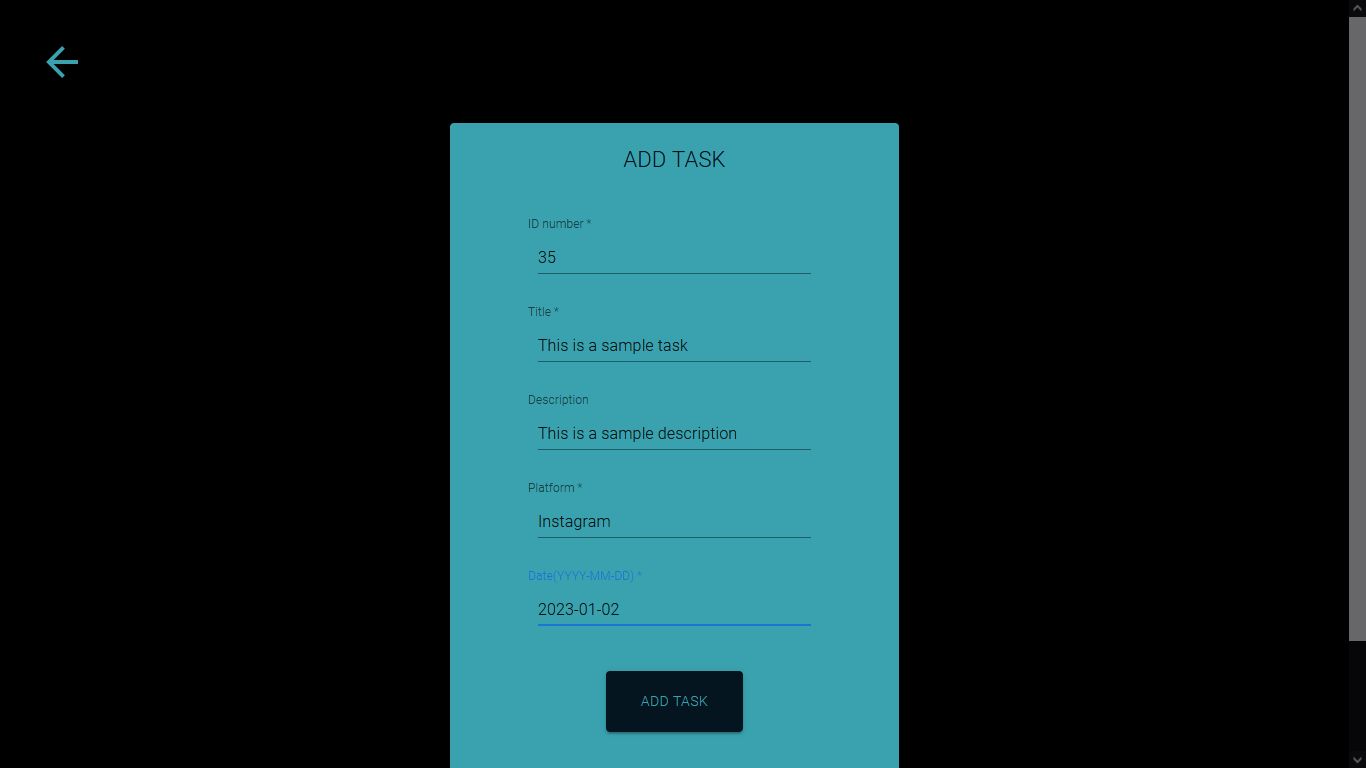 ADD TASK
ID number *
35
Title *
This is a sample task
Description
This is a sample description
Platform *
Instagram
Date(YYYY-MM-DD) *
2023-01-02
ADD TASK